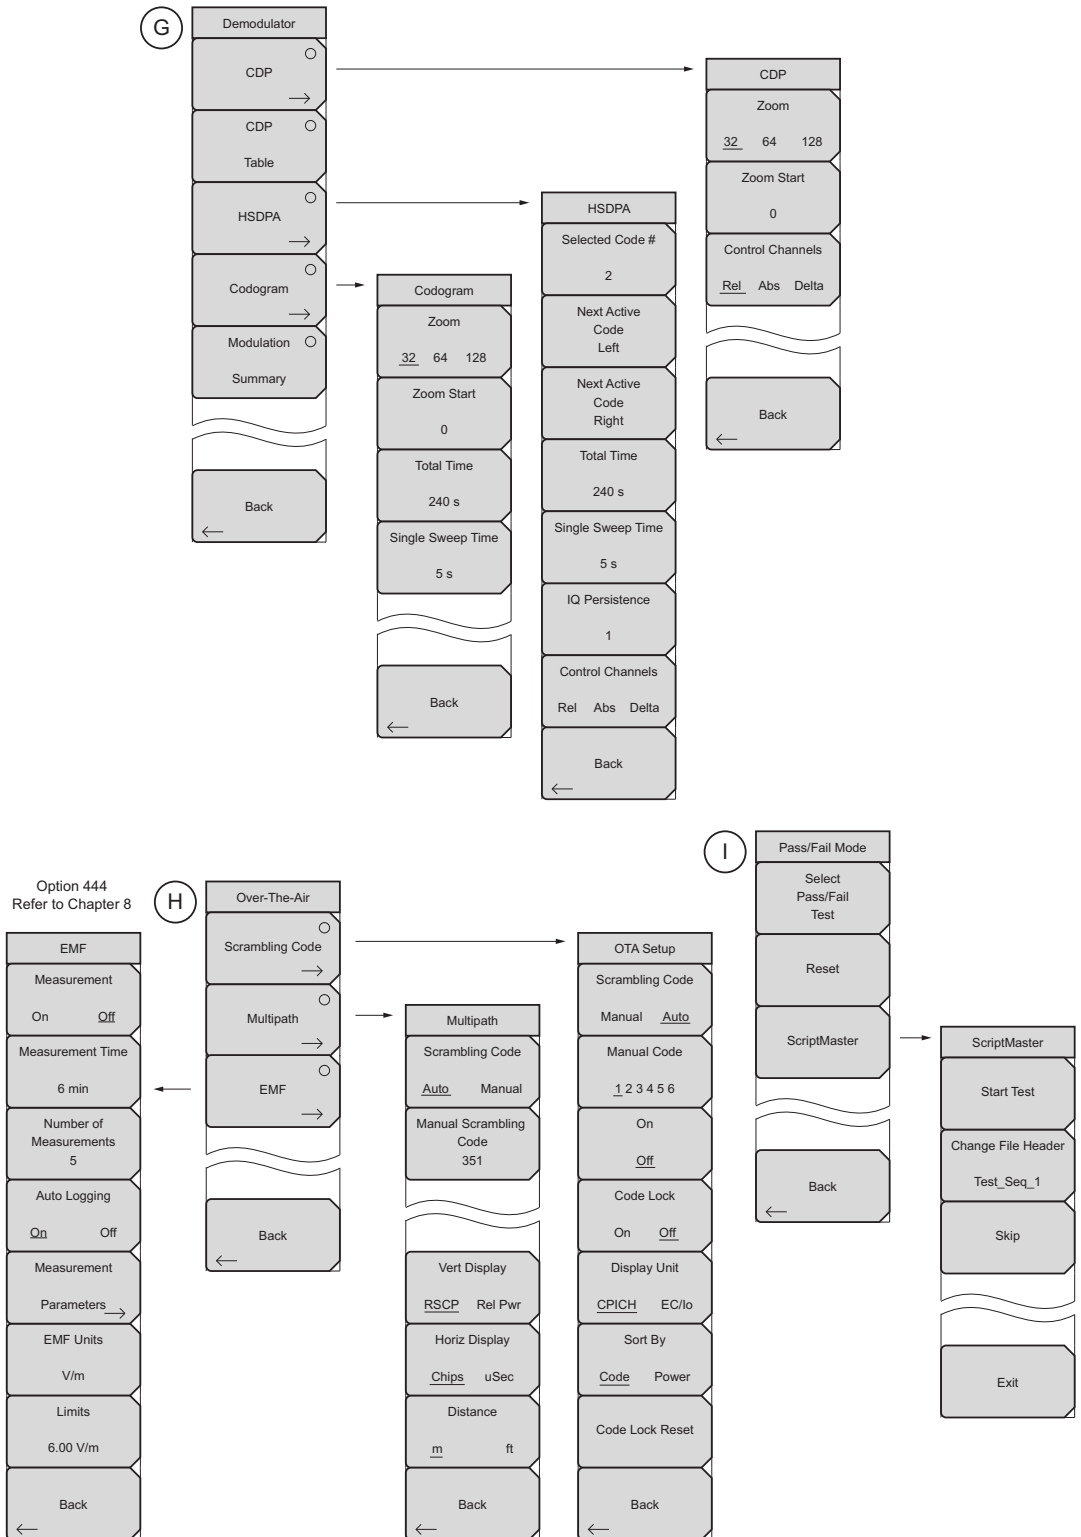 G
Demodulator
CDP
CDP
Table
HSDPA
Codogram
Modulation
Summary
Back
Codogram
Zoom
32 64 128
Zoom Start
0
Total Time
240 s
Single Sweep Time
5 s
Back
HSDPA
Selected Code #
2
Next Active
Code
Left
Next Active
Code
Right
Total Time
240 s
Single Sweep Time
5 s
IQ Persistence
1
Control Channels
Rel Abs Delta
Back
CDP
Zoom
32 64 128
Zoom Start
0
Control Channels
Rel Abs Delta
Back
Option 444
Refer to Chapter 8
EMF
Measurement
On Off
Measurement Time
6 min
Number of
Measurements
5
Auto Logging
On Off
Measurement
Parameters
EMF Units
V/m
Limits
6.00 V/m
Back
H
Over-The-Air
Scrambling Code
Multipath
EMF
Back
Multipath
Scrambling Code
Auto Manual
Manual Scrambling
Code
351
Vert Display
RSCP Rel Pwr
Horiz Display
Chips uSec
Distance
m ft
Back
OTA Setup
Scrambling Code
Manual Auto
Manual Code
1 2 3 4 5 6
On
Off
Code Lock
On Off
Display Unit
CPICH EC/Io
Sort By
Code Power
Code Lock Reset
Back
I
Pass/Fail Mode
Select
Pass/Fail
Test
Reset
ScriptMaster
Back
ScriptMaster
Start Test
Change File Header
Test_Seq_1
Skip
Exit